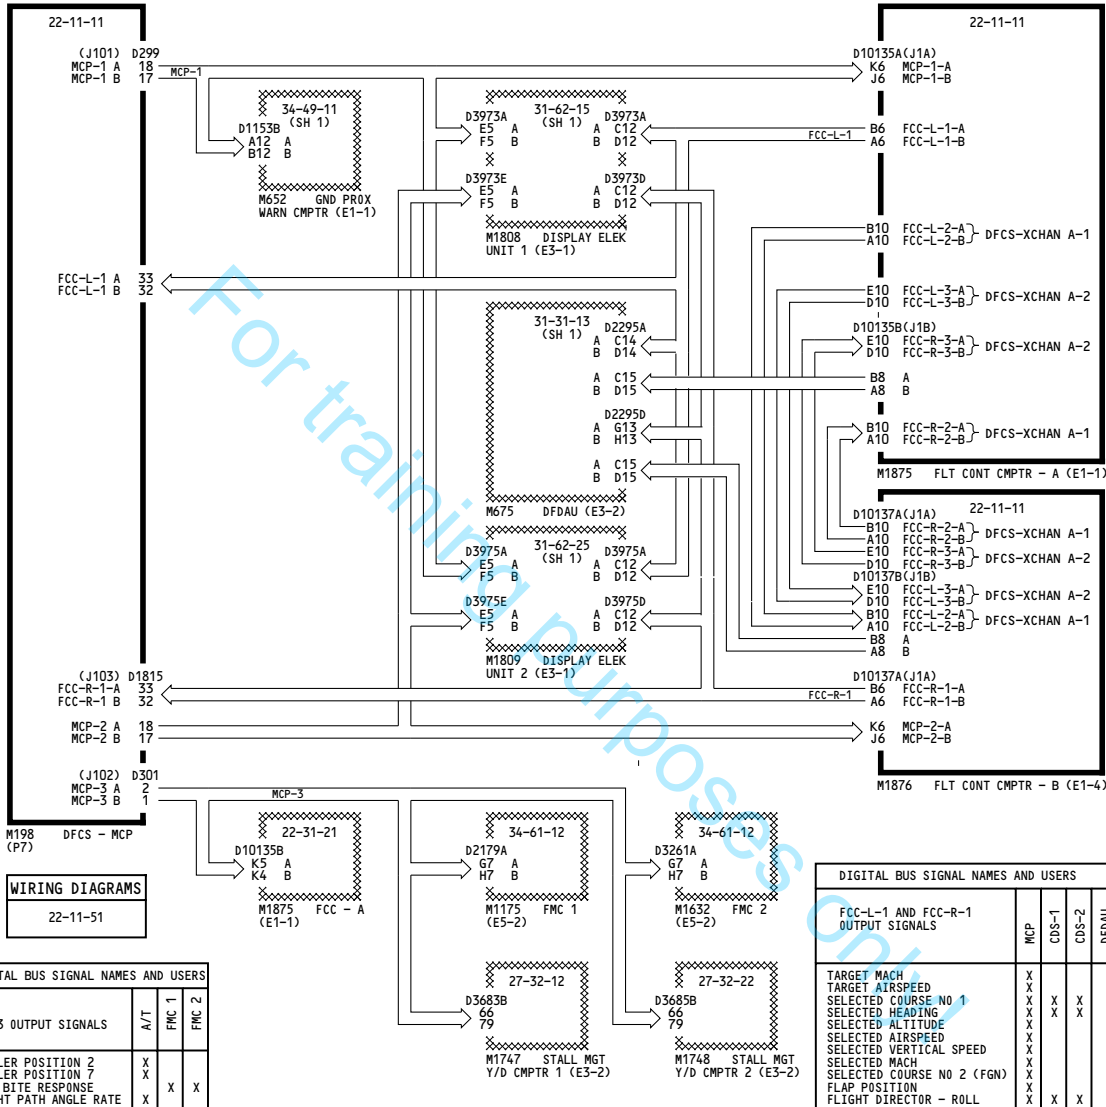 22-11-11
(J101) D299
MCP-1 A 18
MCP-1 B 17
MCP-1
FCC-L-1 A 33
FCC-L-1 B 32
(J103) D1815
FCC-R-1-A 33
FCC-R-1 B 32
MCP-2 A 18
MCP-2 B 17
(J102) D301
MCP-3 A 2
MCP-3 B 1
MCP-3
M198 DFCS - MCP
(P7)
34-49-11
(SH 1)
D1153B
A12 A
B12 B
M652 GND PROX
WARN CMPTR (E1-1)
31-62-15
(SH 1)
D3973A D3973A
E5 A A C12
F5 B B D12
D3973E D3973D
E5 A A C12
F5 B B D12
M1808 DISPLAY ELEK
UNIT 1 (E3-1)
31-31-13
(SH 1)
D2295A
A C14
B D14
A C15
B D15
D2295D
A G13
B H13
A C15
B D15
M675 DFDAU (E3-2)
31-62-25
(SH 1)
D3975A D3975A
E5 A A C12
F5 B B D12
D3975E D3975D
E5 A A C12
F5 B B D12
M1809 DISPLAY ELEK
UNIT 2 (E3-1)
22-11-11
D10135A(J1A)
K6 MCP-1-A
J6 MCP-1-B
FCC-L-1
B6 FCC-L-1-A
A6 FCC-L-1-B
B10 FCC-L-2-A
A10 FCC-L-2-B
DFCS-XCHAN A-1
E10 FCC-L-3-A
D10 FCC-L-3-B
DFCS-XCHAN A-2
D10135B(J1B)
E10 FCC-R-3-A
D10 FCC-R-3-B
DFCS-XCHAN A-2
B8 A
A8 B
B10 FCC-R-2-A
A10 FCC-R-2-B
DFCS-XCHAN A-1
M1875 FLT CONT CMPTR - A (E1-1)
22-11-11
D10137A(J1A)
B10 FCC-R-2-A
A10 FCC-R-2-B
DFCS-XCHAN A-1
E10 FCC-R-3-A
D10 FCC-R-3-B
DFCS-XCHAN A-2
D10137B(J1B)
E10 FCC-L-3-A
D10 FCC-L-3-B
DFCS-XCHAN A-2
B10 FCC-L-2-A
A10 FCC-L-2-B
DFCS-XCHAN A-1
B8 A
A8 B
D10137A(J1A)
FCC-R-1
B6 FCC-R-1-A
A6 FCC-R-1-B
K6 MCP-2-A
J6 MCP-2-B
M1876 FLT CONT CMPTR - B (E1-4)
22-31-21
D10135B
K5 A
K4 B
M1875 FCC - A
(E1-1)
34-61-12
D2179A
G7 A
H7 B
M1175 FMC 1
(E5-2)
34-61-12
D3261A
G7 A
H7 B
M1632 FMC 2
(E5-2)
27-32-12
D3683B
66
79
M1747 STALL MGT
Y/D CMPTR 1 (E3-2)
27-32-22
D3685B
66
79
M1748 STALL MGT
Y/D CMPTR 2 (E3-2)
WIRING DIAGRAMS
22-11-51
TAL BUS SIGNAL NAMES AND USERS
3 OUTPUT SIGNALS A/T FMC 1 FMC 2
LER POSITION 2 X
LER POSITION 7 X
BITE RESPONSE X X
HT PATH ANGLE RATE X
DIGITAL BUS SIGNAL NAMES AND USERS
FCC-L-1 AND FCC-R-1
OUTPUT SIGNALS
MCP CDS-1 CDS-2 DFDAU
TARGET MACH X
TARGET AIRSPEED X
SELECTED COURSE NO 1 X X X
SELECTED HEADING X X X
SELECTED ALTITUDE X
SELECTED AIRSPEED X
SELECTED VERTICAL SPEED X
SELECTED MACH X
SELECTED COURSE NO 2 (FGN) X
FLAP POSITION X
FLIGHT DIRECTOR - ROLL X X X
For training purposes only